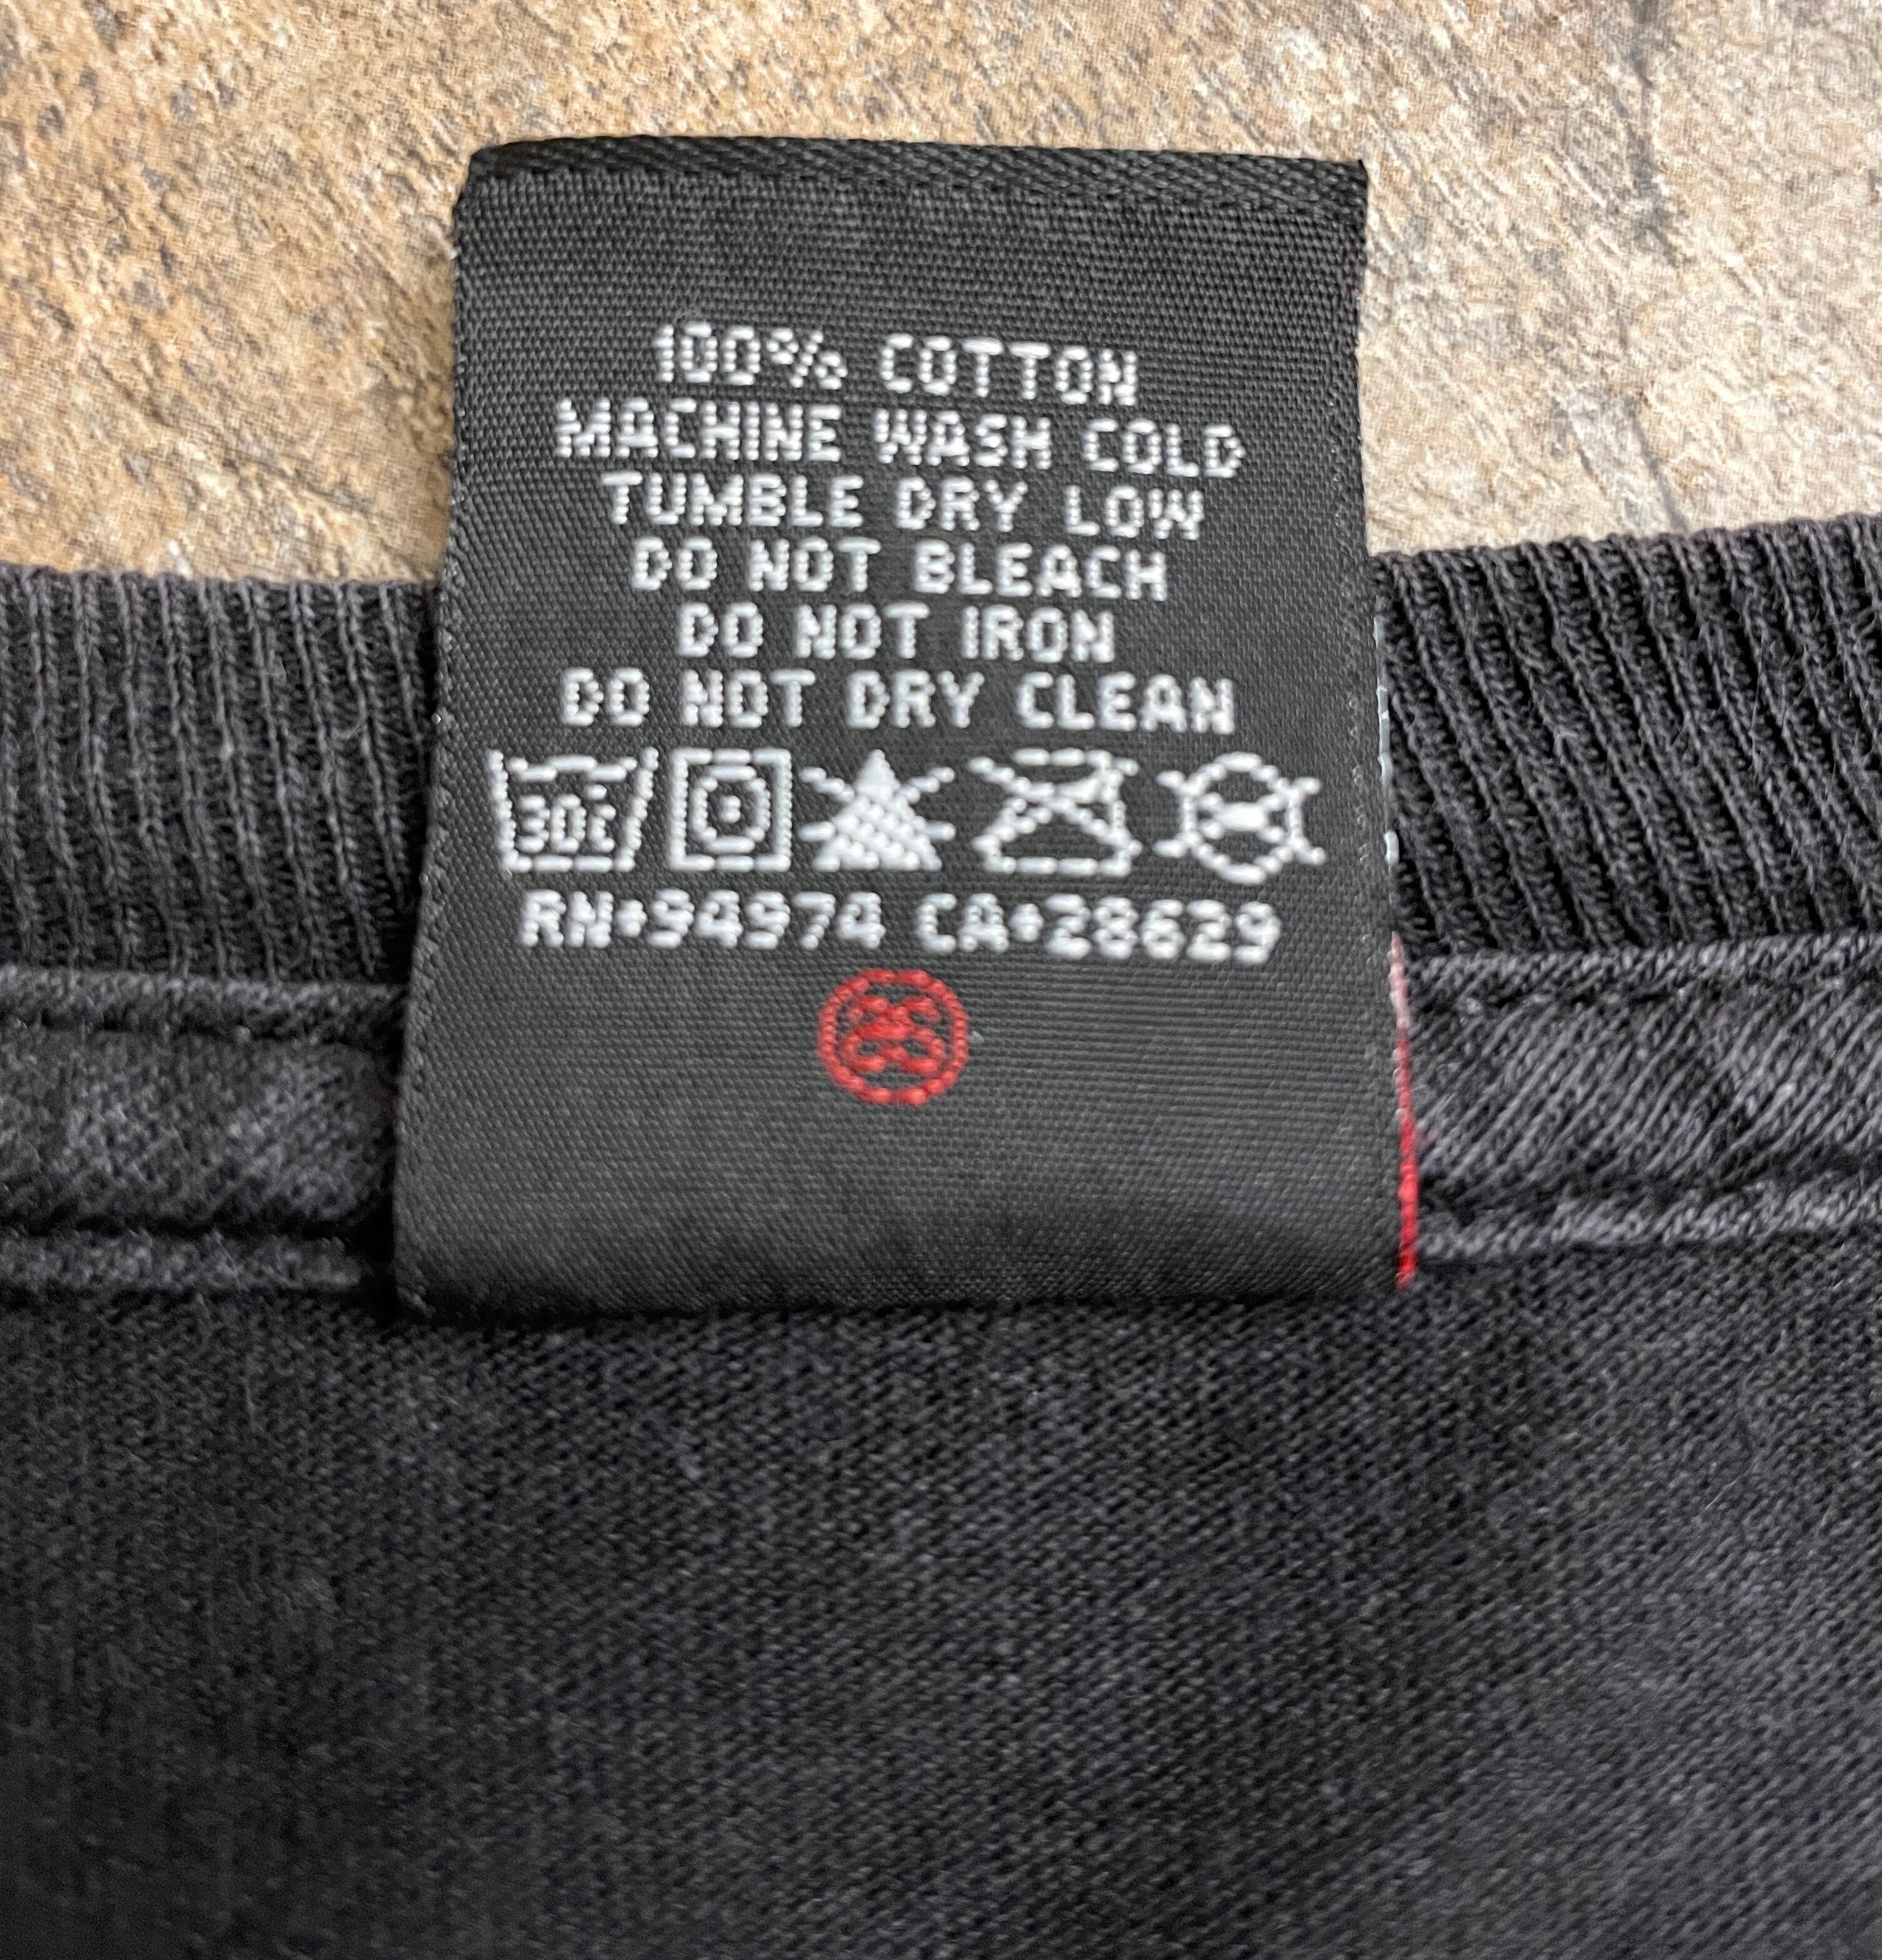 100% COTTON
MACHINE WASH COLD
TUMBLE DRY LOW
DO NOT BLEACH
DO NOT IRON
DO NOT DRY CLEAN
30°C
RN•94974 CA•28629